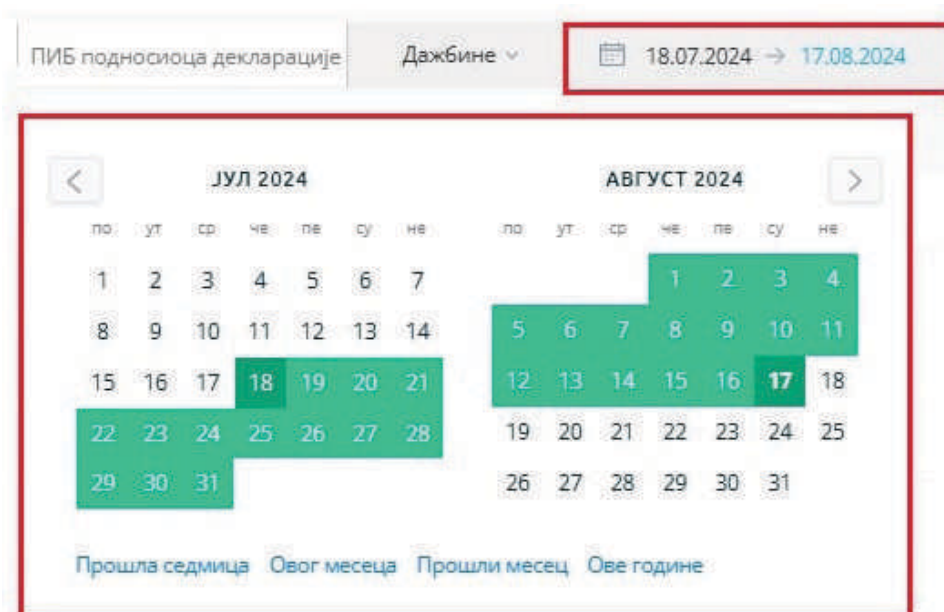 ПИБ подносиоца декларације Дажбине 18.07.2024 → 17.08.2024
ЈУЛ 2024 АВГУСТ 2024
по ут ср че пе су не по ут ср че пе су не
1 2 3 4 5 6 7 1 2 3 4
8 9 10 11 12 13 14 5 6 7 8 9 10 11
15 16 17 18 19 20 21 12 13 14 15 16 17 18
22 23 24 25 26 27 28 19 20 21 22 23 24 25
29 30 31 26 27 28 29 30 31
Прошла седмица Овог месеца Прошли месец Ове године